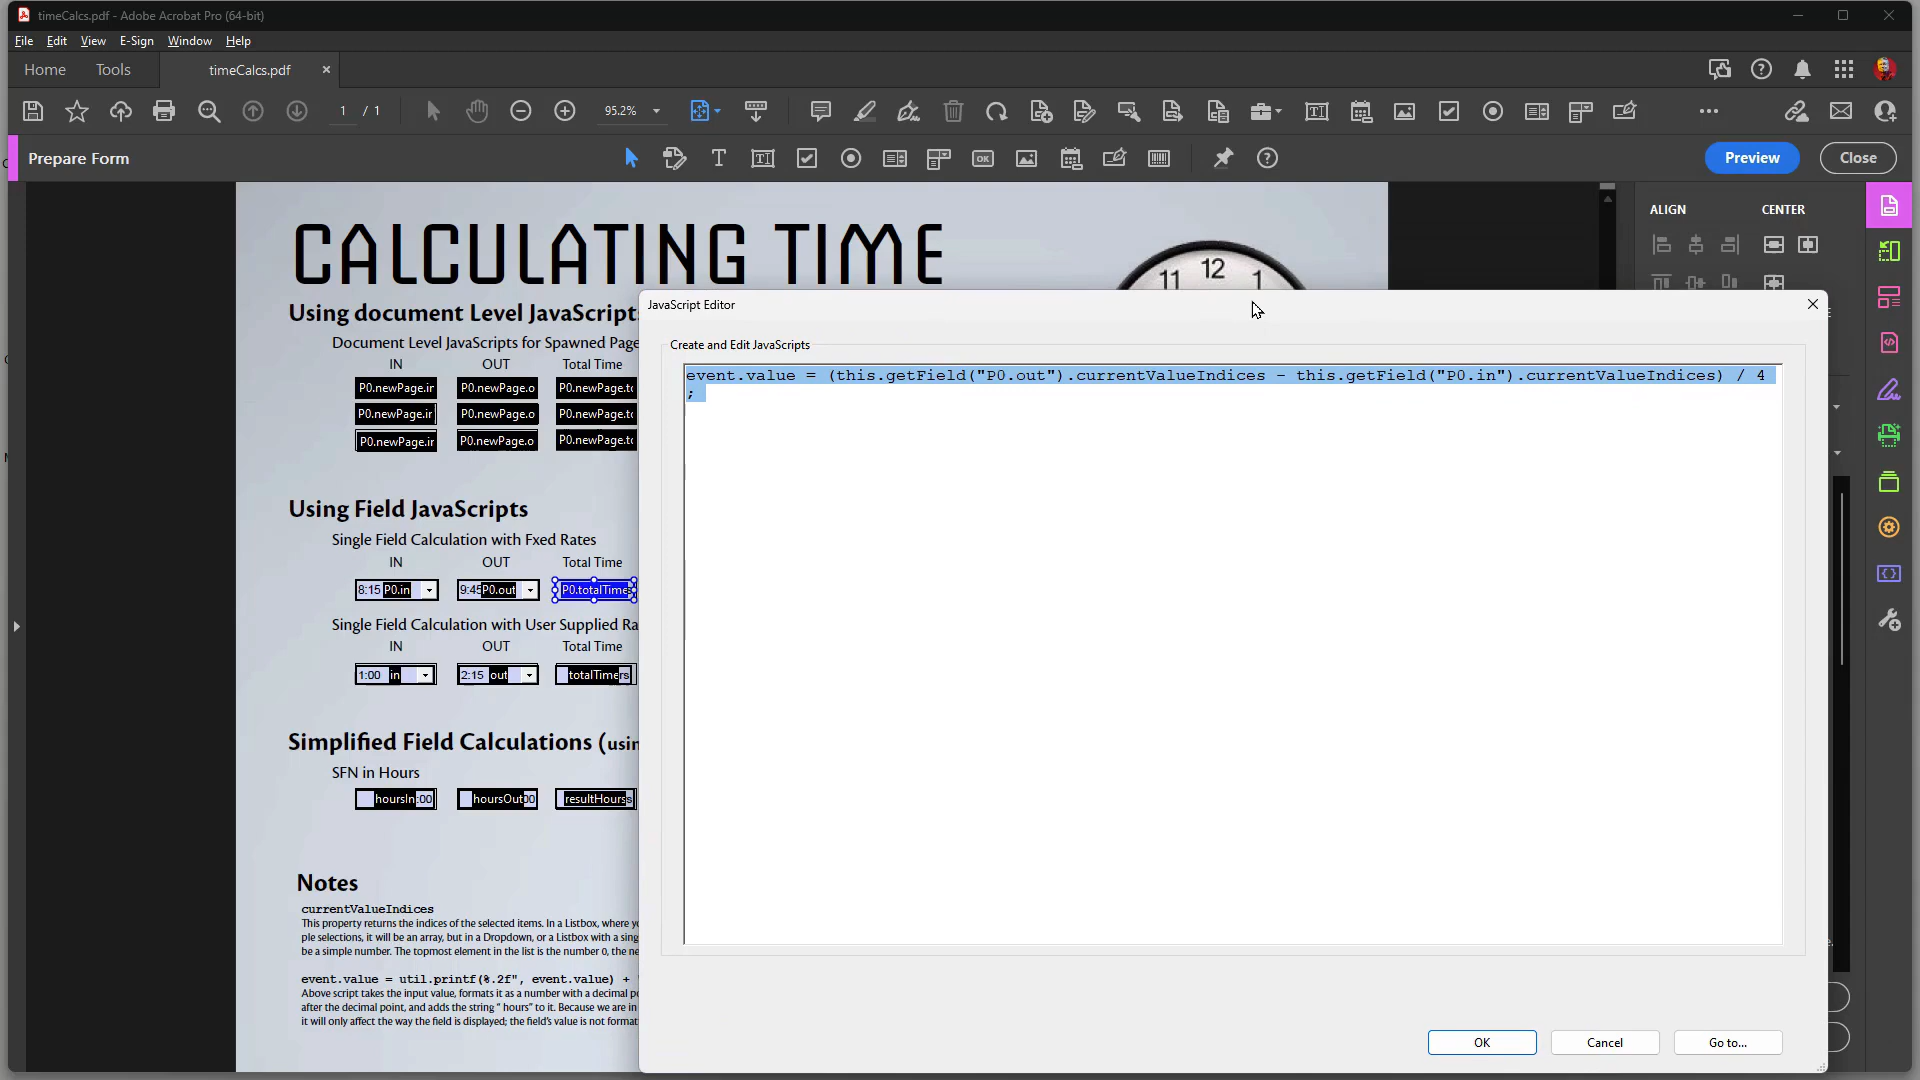 timeCalcs.pdf - Adobe Acrobat Pro (64-bit)
File Edit View E-Sign Window Help
Home Tools timeCalcs.pdf
1 / 1 95.2%
Prepare Form
Preview Close
ALIGN CENTER
CALCULATING TIME
12
11 1
Using document Level JavaScripts
Document Level JavaScripts for Spawned Page
IN OUT Total Time
P0.newPage.ir P0.newPage.o P0.newPage.tc
P0.newPage.ir P0.newPage.o P0.newPage.tc
P0.newPage.ir P0.newPage.o P0.newPage.tc
Using Field JavaScripts
Single Field Calculation with Fxed Rates
IN OUT Total Time
8:15 P0.in 9:45 P0.out P0.totalTime
Single Field Calculation with User Supplied Ra
IN OUT Total Time
1:00 in 2:15 out totalTimers
Simplified Field Calculations (usin
SFN in Hours
hoursIn:00 hoursOut00 resultHours
Notes
currentValueIndices
This property returns the indices of the selected items. In a Listbox, where yo
ple selections, it will be an array, but in a Dropdown, or a Listbox with a sing
be a simple number. The topmost element in the list is the number 0, the ne
event.value = util.printf(%.2f", event.value) +
Above script takes the input value, formats it as a number with a decimal po
after the decimal point, and adds the string " hours" to it. Because we are in
it will only affect the way the field is displayed; the field's value is not format
JavaScript Editor
Create and Edit JavaScripts
event.value = (this.getField("P0.out").currentValueIndices - this.getField("P0.in").currentValueIndices) / 4
;
OK Cancel Go to...